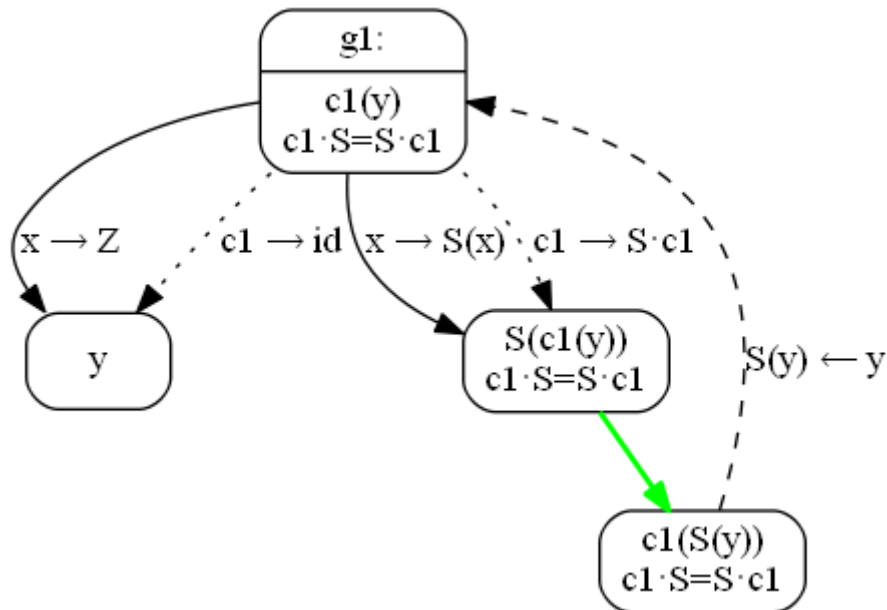 g1:
c1(y)
c1·S=S·c1
x → Z
c1 → id
x → S(x)
c1 → S·c1
y
S(c1(y))
c1·S=S·c1
S(y) ← y
c1(S(y))
c1·S=S·c1